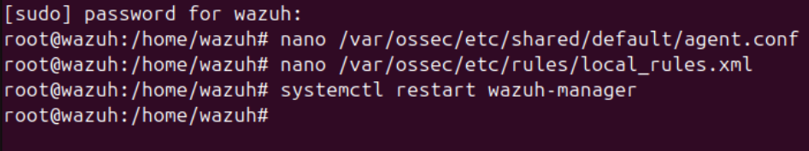 [sudo] password for wazuh:
root@wazuh:/home/wazuh# nano /var/ossec/etc/shared/default/agent.conf
root@wazuh:/home/wazuh# nano /var/ossec/etc/rules/local_rules.xml
root@wazuh:/home/wazuh# systemctl restart wazuh-manager
root@wazuh:/home/wazuh#